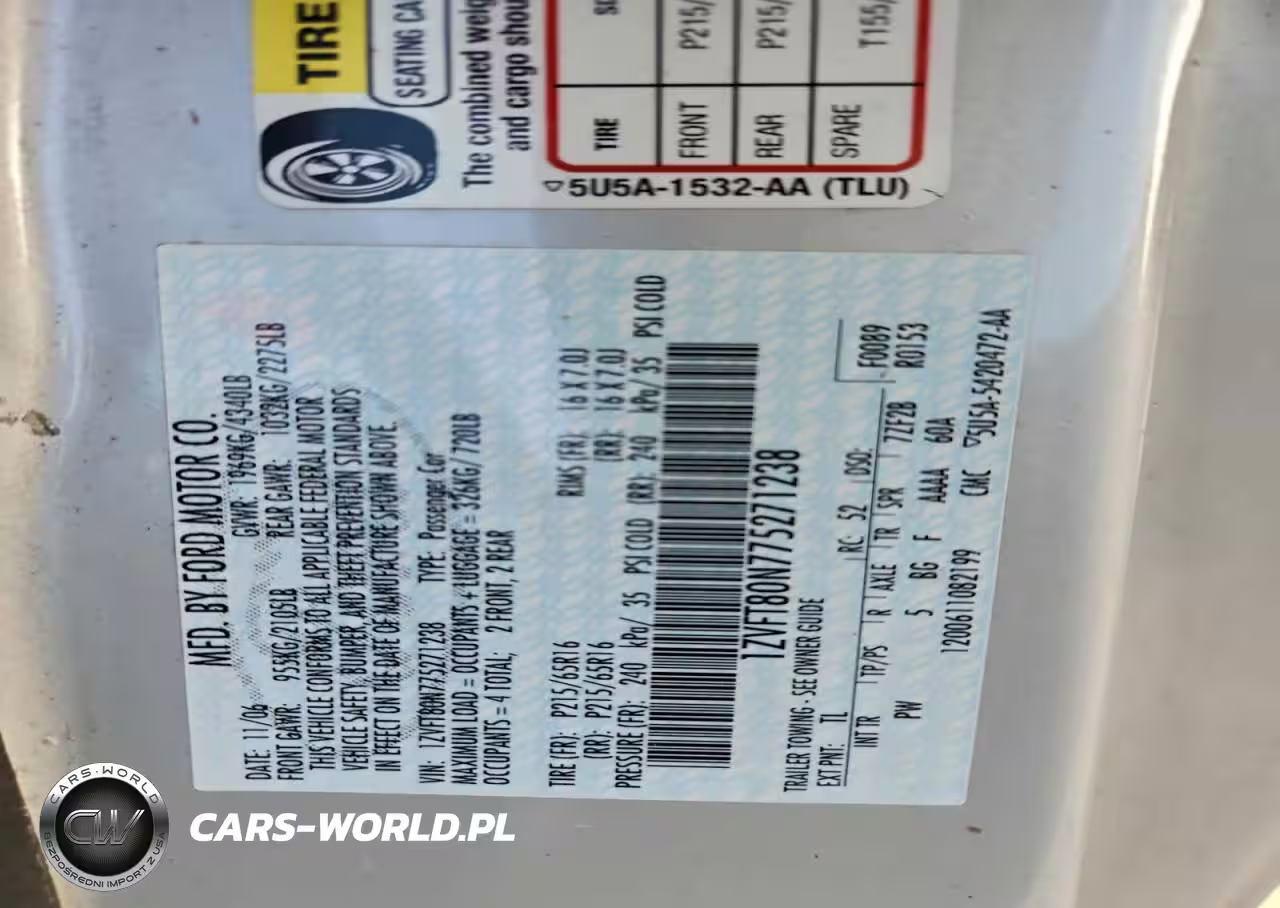 TIRE
SEATING CA
The combined weig
and cargo shou
TIRE
FRONT P215/
REAR P215/
SPARE T155/
5U5A-1532-AA (TLU)
MFD. BY FORD MOTOR CO.
DATE: 11/06 GVWR: 1969KG/4340LB
FRONT GAWR: 955KG/2105LB REAR GAWR: 1032KG/2275LB
THIS VEHICLE CONFORMS TO ALL APPLICABLE FEDERAL MOTOR
VEHICLE SAFETY, BUMPER, AND THEFT PREVENTION STANDARDS
IN EFFECT ON THE DATE OF MANUFACTURE SHOWN ABOVE.
VIN: 1ZVFT80N775271238 TYPE: Passenger Car
MAXIMUM LOAD = OCCUPANTS + LUGGAGE = 326KG/720LB
OCCUPANTS = 4 TOTAL; 2 FRONT, 2 REAR
TIRE (FR): P215/65R16 RIMS (FR): 16 X 7.0J
(RR): P215/65R16 (RR): 16 X 7.0J
PRESSURE (FR): 240 kPa/ 35 PSI COLD (RR): 240 kPa/ 35 PSI COLD
1ZVFT80N775271238
TRAILER TOWING - SEE OWNER GUIDE
EXT PNT: TL RC: 52 DSO: F0089
INT TR TP/PS R AXLE TR SPR 7ZF2B R0153
PW 5 BG F AAAA 60A
1200611082199 CMC 5U5A-5420472-AA
CARS-WORLD
CW
BEZPOŚREDNI IMPORT Z USA
CARS-WORLD.PL